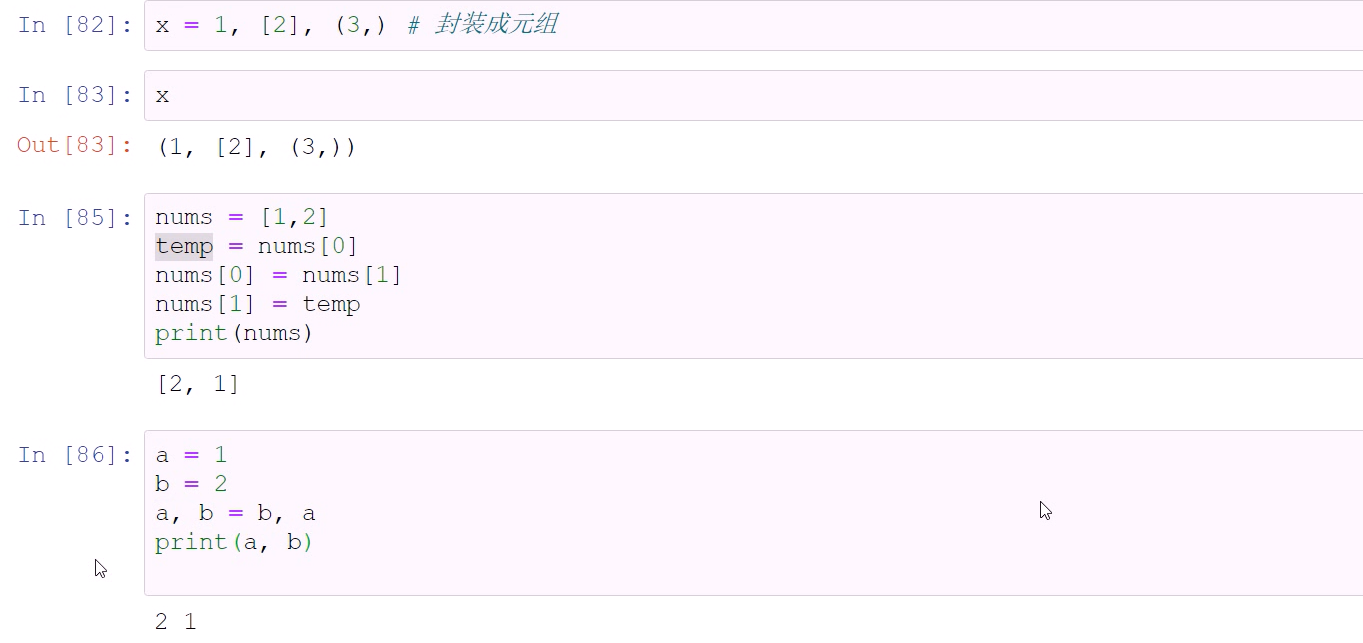 In [82]: x = 1, [2], (3,) # 封装成元组
In [83]: x
Out[83]: (1, [2], (3,))
In [85]: nums = [1,2]
temp = nums[0]
nums[0] = nums[1]
nums[1] = temp
print(nums)
[2, 1]
In [86]: a = 1
b = 2
a, b = b, a
print(a, b)
2 1